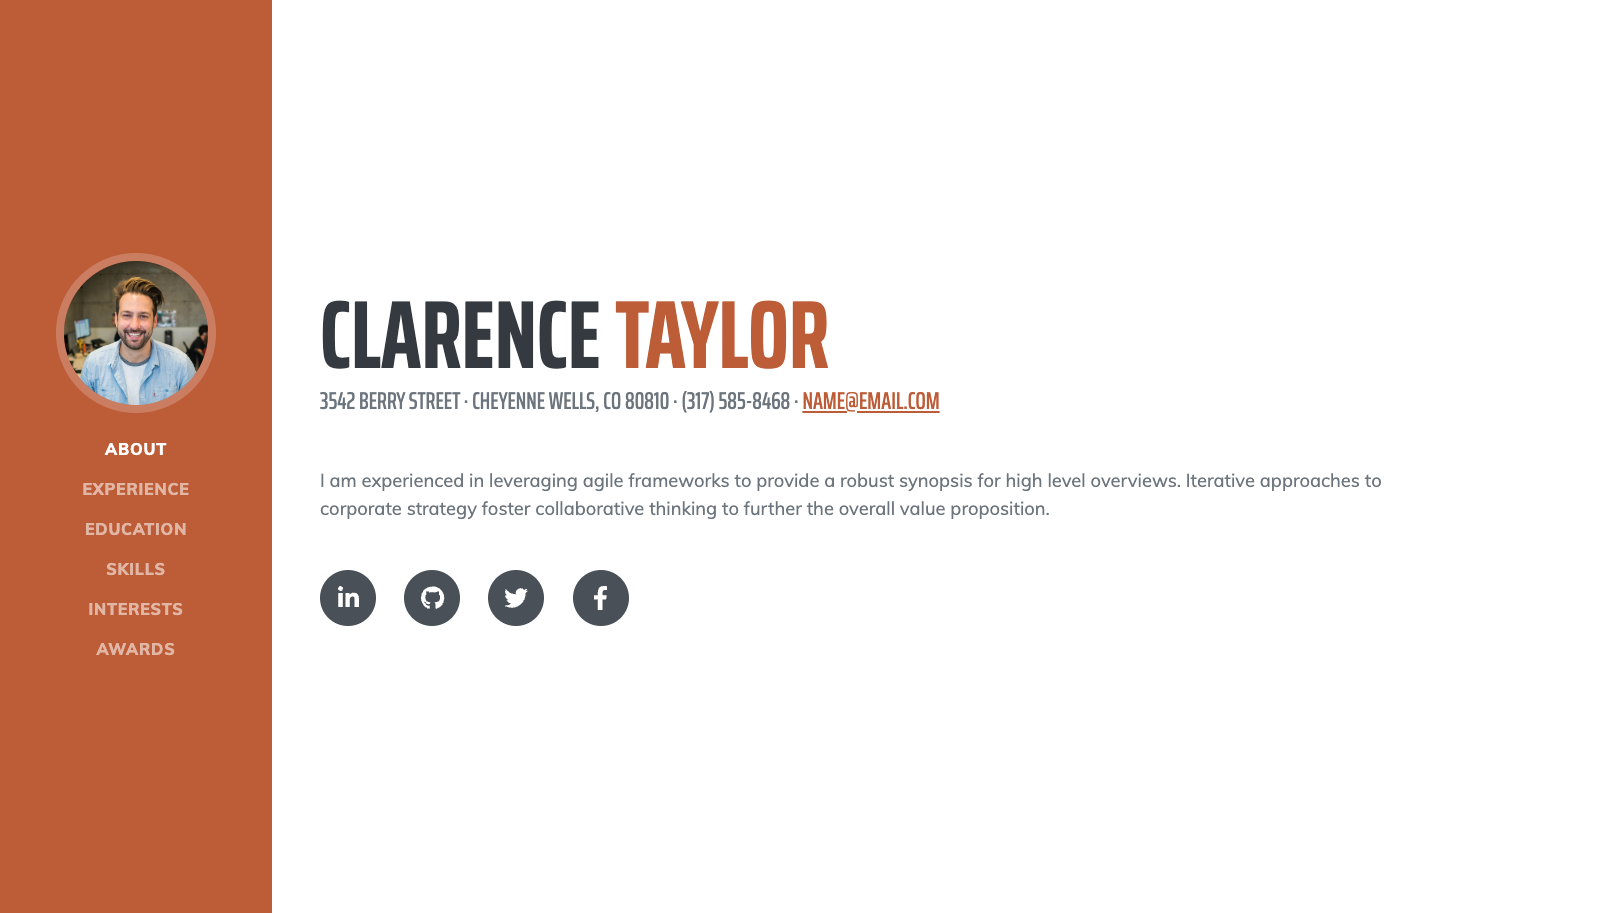 ABOUT
EXPERIENCE
EDUCATION
SKILLS
INTERESTS
AWARDS
CLARENCE TAYLOR
3542 BERRY STREET · CHEYENNE WELLS, CO 80810 · (317) 585-8468 · NAME@EMAIL.COM
I am experienced in leveraging agile frameworks to provide a robust synopsis for high level overviews. Iterative approaches to
corporate strategy foster collaborative thinking to further the overall value proposition.
in